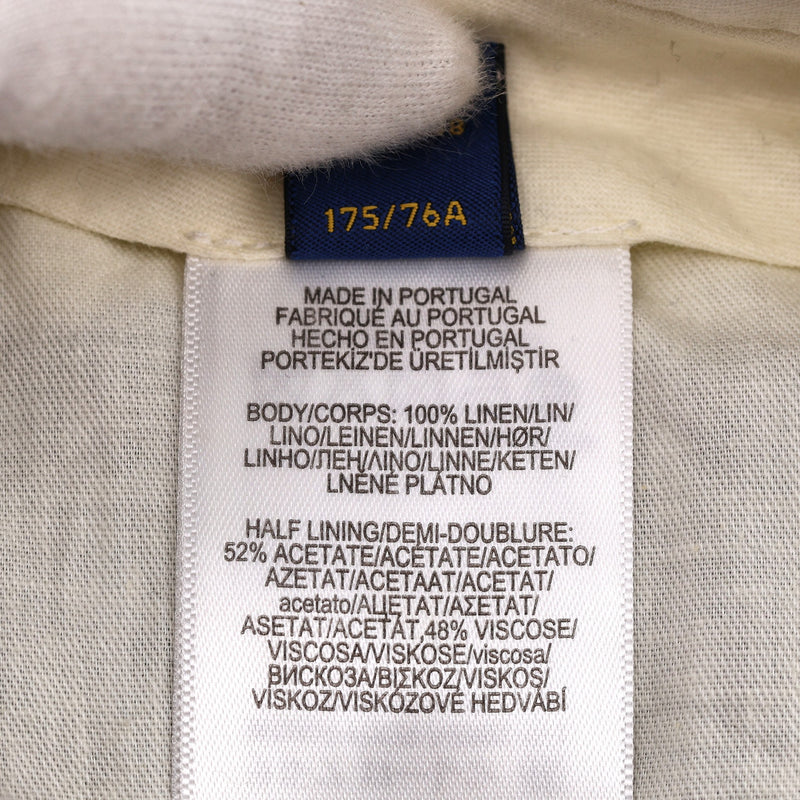 175/76A
MADE IN PORTUGAL
FABRIQUÉ AU PORTUGAL
HECHO EN PORTUGAL
PORTEKİZ'DE ÜRETİLMİŞTİR
BODY/CORPS: 100% LINEN/LIN/
LINO/LEINEN/LINNEN/HØR/
LINHO/ЛЕН/ΛΙΝΟ/LINNE/KETEN/
LNĚNÉ PLÁTNO
HALF LINING/DEMI-DOUBLURE:
52% ACETATE/ACÉTATE/ACETATO/
AZETAT/ACETAAT/ACETAT/
acetato/АЦЕТАТ/ΑΣΕΤΑΤ/
ASETAT/ACETÁT,48% VISCOSE/
VISCOSA/VISKOSE/viscosa/
ВИСКОЗА/ΒΙΣΚΟΖ/VISKOS/
VİSKOZ/VISKÓZOVÉ HEDVÁBÍ